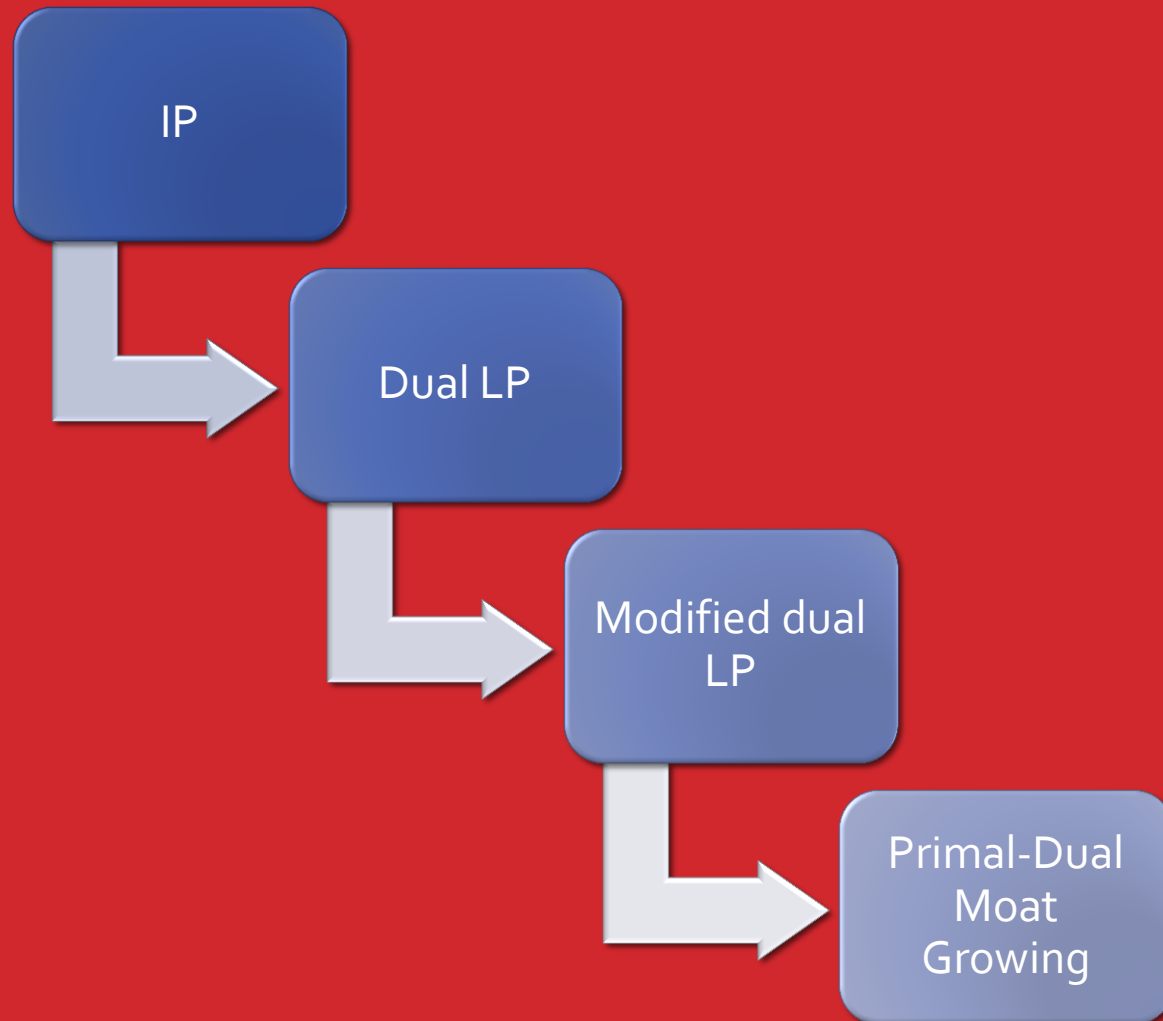 IP
Dual LP
Modified dual
LP
Primal-Dual
Moat
Growing